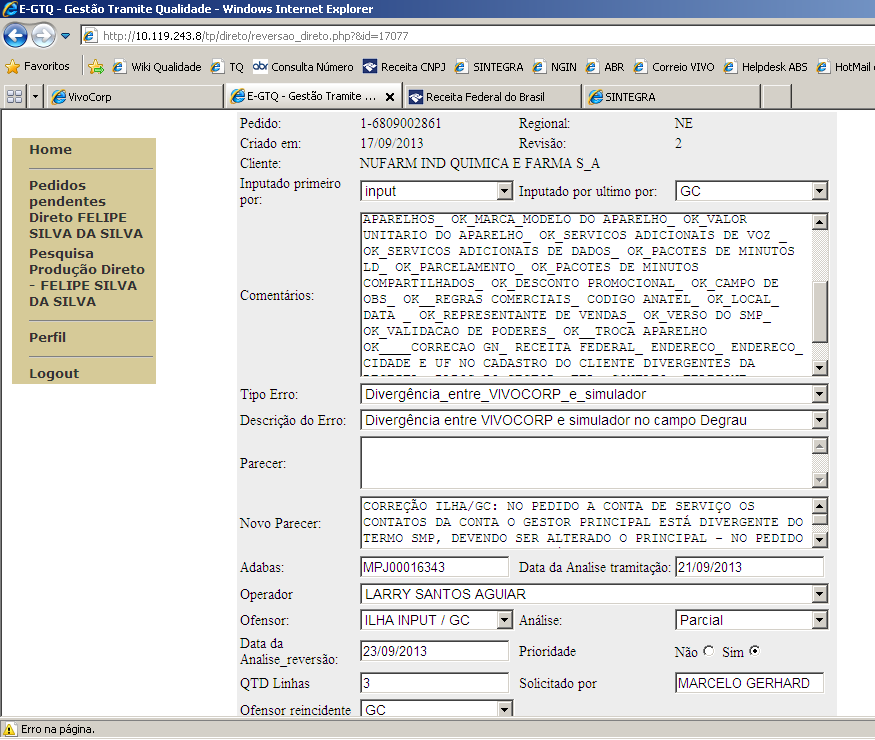 E-GTQ - Gestão Tramite Qualidade - Windows Internet Explorer
http://10.119.243.8/tp/direto/reversao_direto.php?&id=17077
Favoritos Wiki Qualidade TQ abr Consulta Número Receita CNPJ SINTEGRA NGIN ABR Correio VIVO Helpdesk ABS HotMail
VivoCorp E-GTQ - Gestão Tramite ... Receita Federal do Brasil SINTEGRA
Home
Pedidos
pendentes
Direto FELIPE
SILVA DA SILVA
Pesquisa
Produção Direto
- FELIPE SILVA
DA SILVA
Perfil
Logout
Pedido: 1-6809002861 Regional: NE
Criado em: 17/09/2013 Revisão: 2
Cliente: NUFARM IND QUIMICA E FARMA S_A
Inputado primeiro
por: input Inputado por ultimo por: GC
Comentários:
APARELHOS_ OK_MARCA_MODELO DO APARELHO_ OK_VALOR
UNITARIO DO APARELHO_ OK_SERVICOS ADICIONAIS DE VOZ _
OK_SERVICOS ADICIONAIS DE DADOS_ OK_PACOTES DE MINUTOS
LD_ OK_PARCELAMENTO_ OK_PACOTES DE MINUTOS
COMPARTILHADOS_ OK_DESCONTO PROMOCIONAL_ OK_CAMPO DE
OBS_ OK__REGRAS COMERCIAIS_ CODIGO ANATEL_ OK_LOCAL_
DATA _ OK_REPRESENTANTE DE VENDAS_ OK_VERSO DO SMP_
OK_VALIDACAO DE PODERES_ OK__TROCA APARELHO
OK____CORRECAO GN_ RECEITA FEDERAL_ ENDERECO_ ENDERECO_
CIDADE E UF NO CADASTRO DO CLIENTE DIVERGENTES DA
Tipo Erro: Divergência_entre_VIVOCORP_e_simulador
Descrição do Erro: Divergência entre VIVOCORP e simulador no campo Degrau
Parecer:
Novo Parecer:
CORREÇÃO ILHA/GC: NO PEDIDO A CONTA DE SERVIÇO OS
CONTATOS DA CONTA O GESTOR PRINCIPAL ESTÁ DIVERGENTE DO
TERMO SMP, DEVENDO SER ALTERADO O PRINCIPAL - NO PEDIDO
Adabas: MPJ00016343 Data da Analise tramitação: 21/09/2013
Operador LARRY SANTOS AGUIAR
Ofensor: ILHA INPUT / GC Análise: Parcial
Data da
Analise_reversão: 23/09/2013 Prioridade Não Sim
QTD Linhas 3 Solicitado por MARCELO GERHARD
Ofensor reincidente GC
Erro na página.